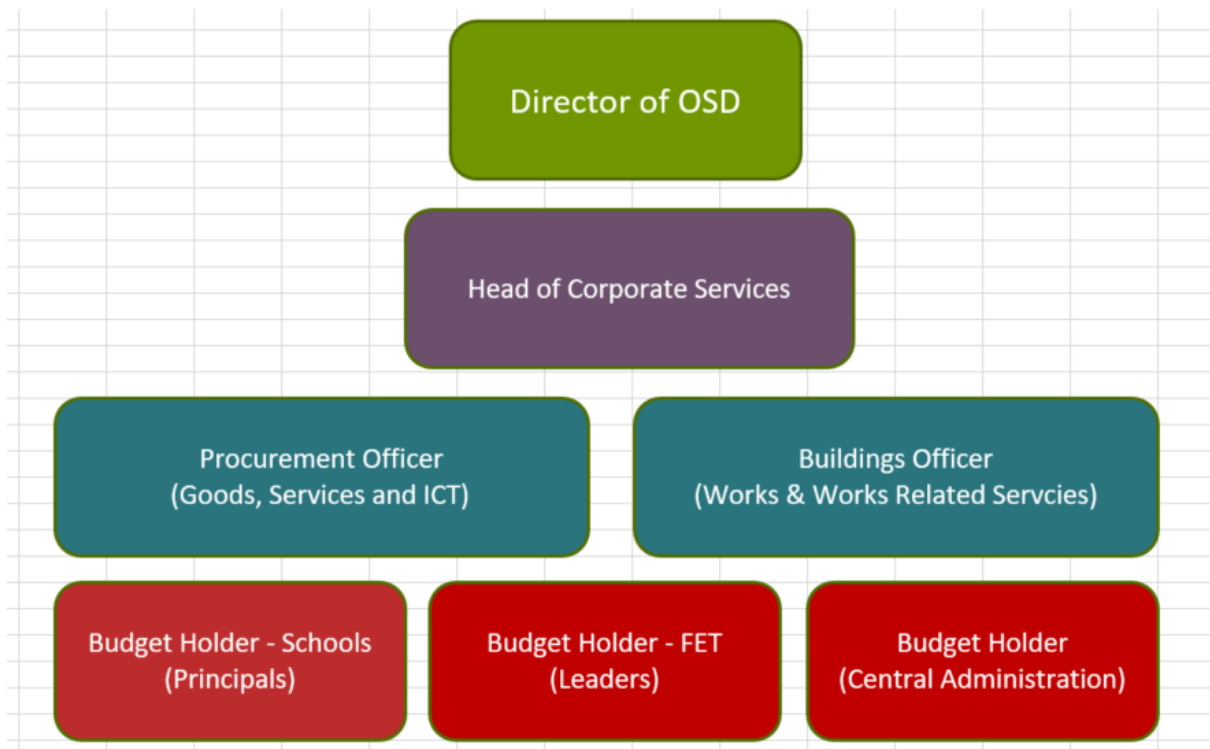 Director of OSD
Head of Corporate Services
Procurement Officer
(Goods, Services and ICT)
Buildings Officer
(Works & Works Related Servcies)
Budget Holder - Schools
(Principals)
Budget Holder - FET
(Leaders)
Budget Holder
(Central Administration)